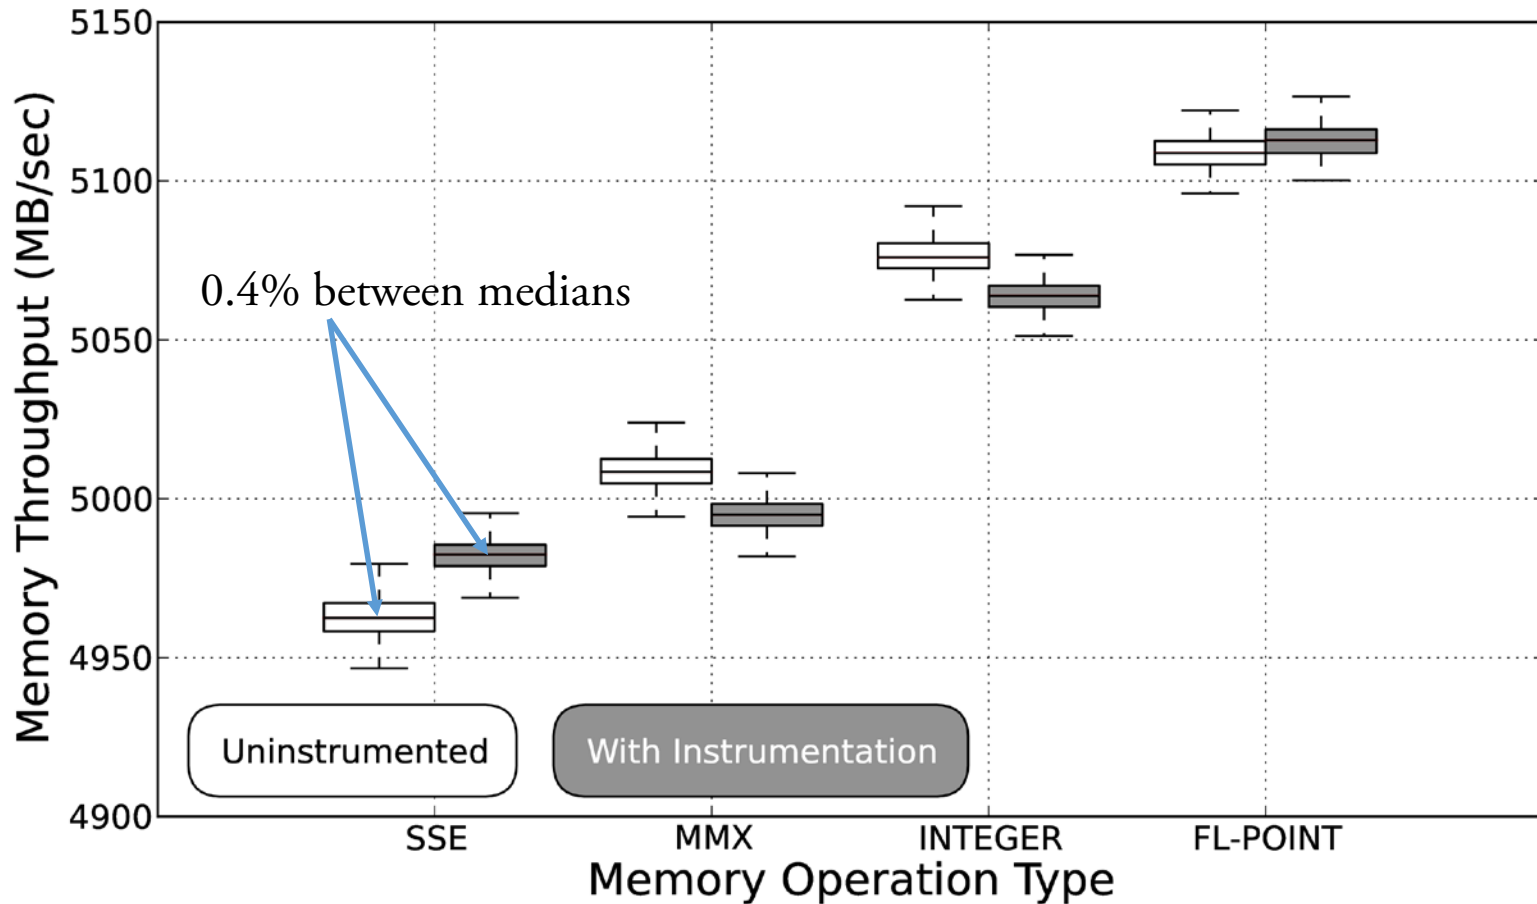 5150
5100
5050
5000
4950
4900
Memory Throughput (MB/sec)
0.4% between medians
Uninstrumented
With Instrumentation
SSE
MMX
INTEGER
FL-POINT
Memory Operation Type